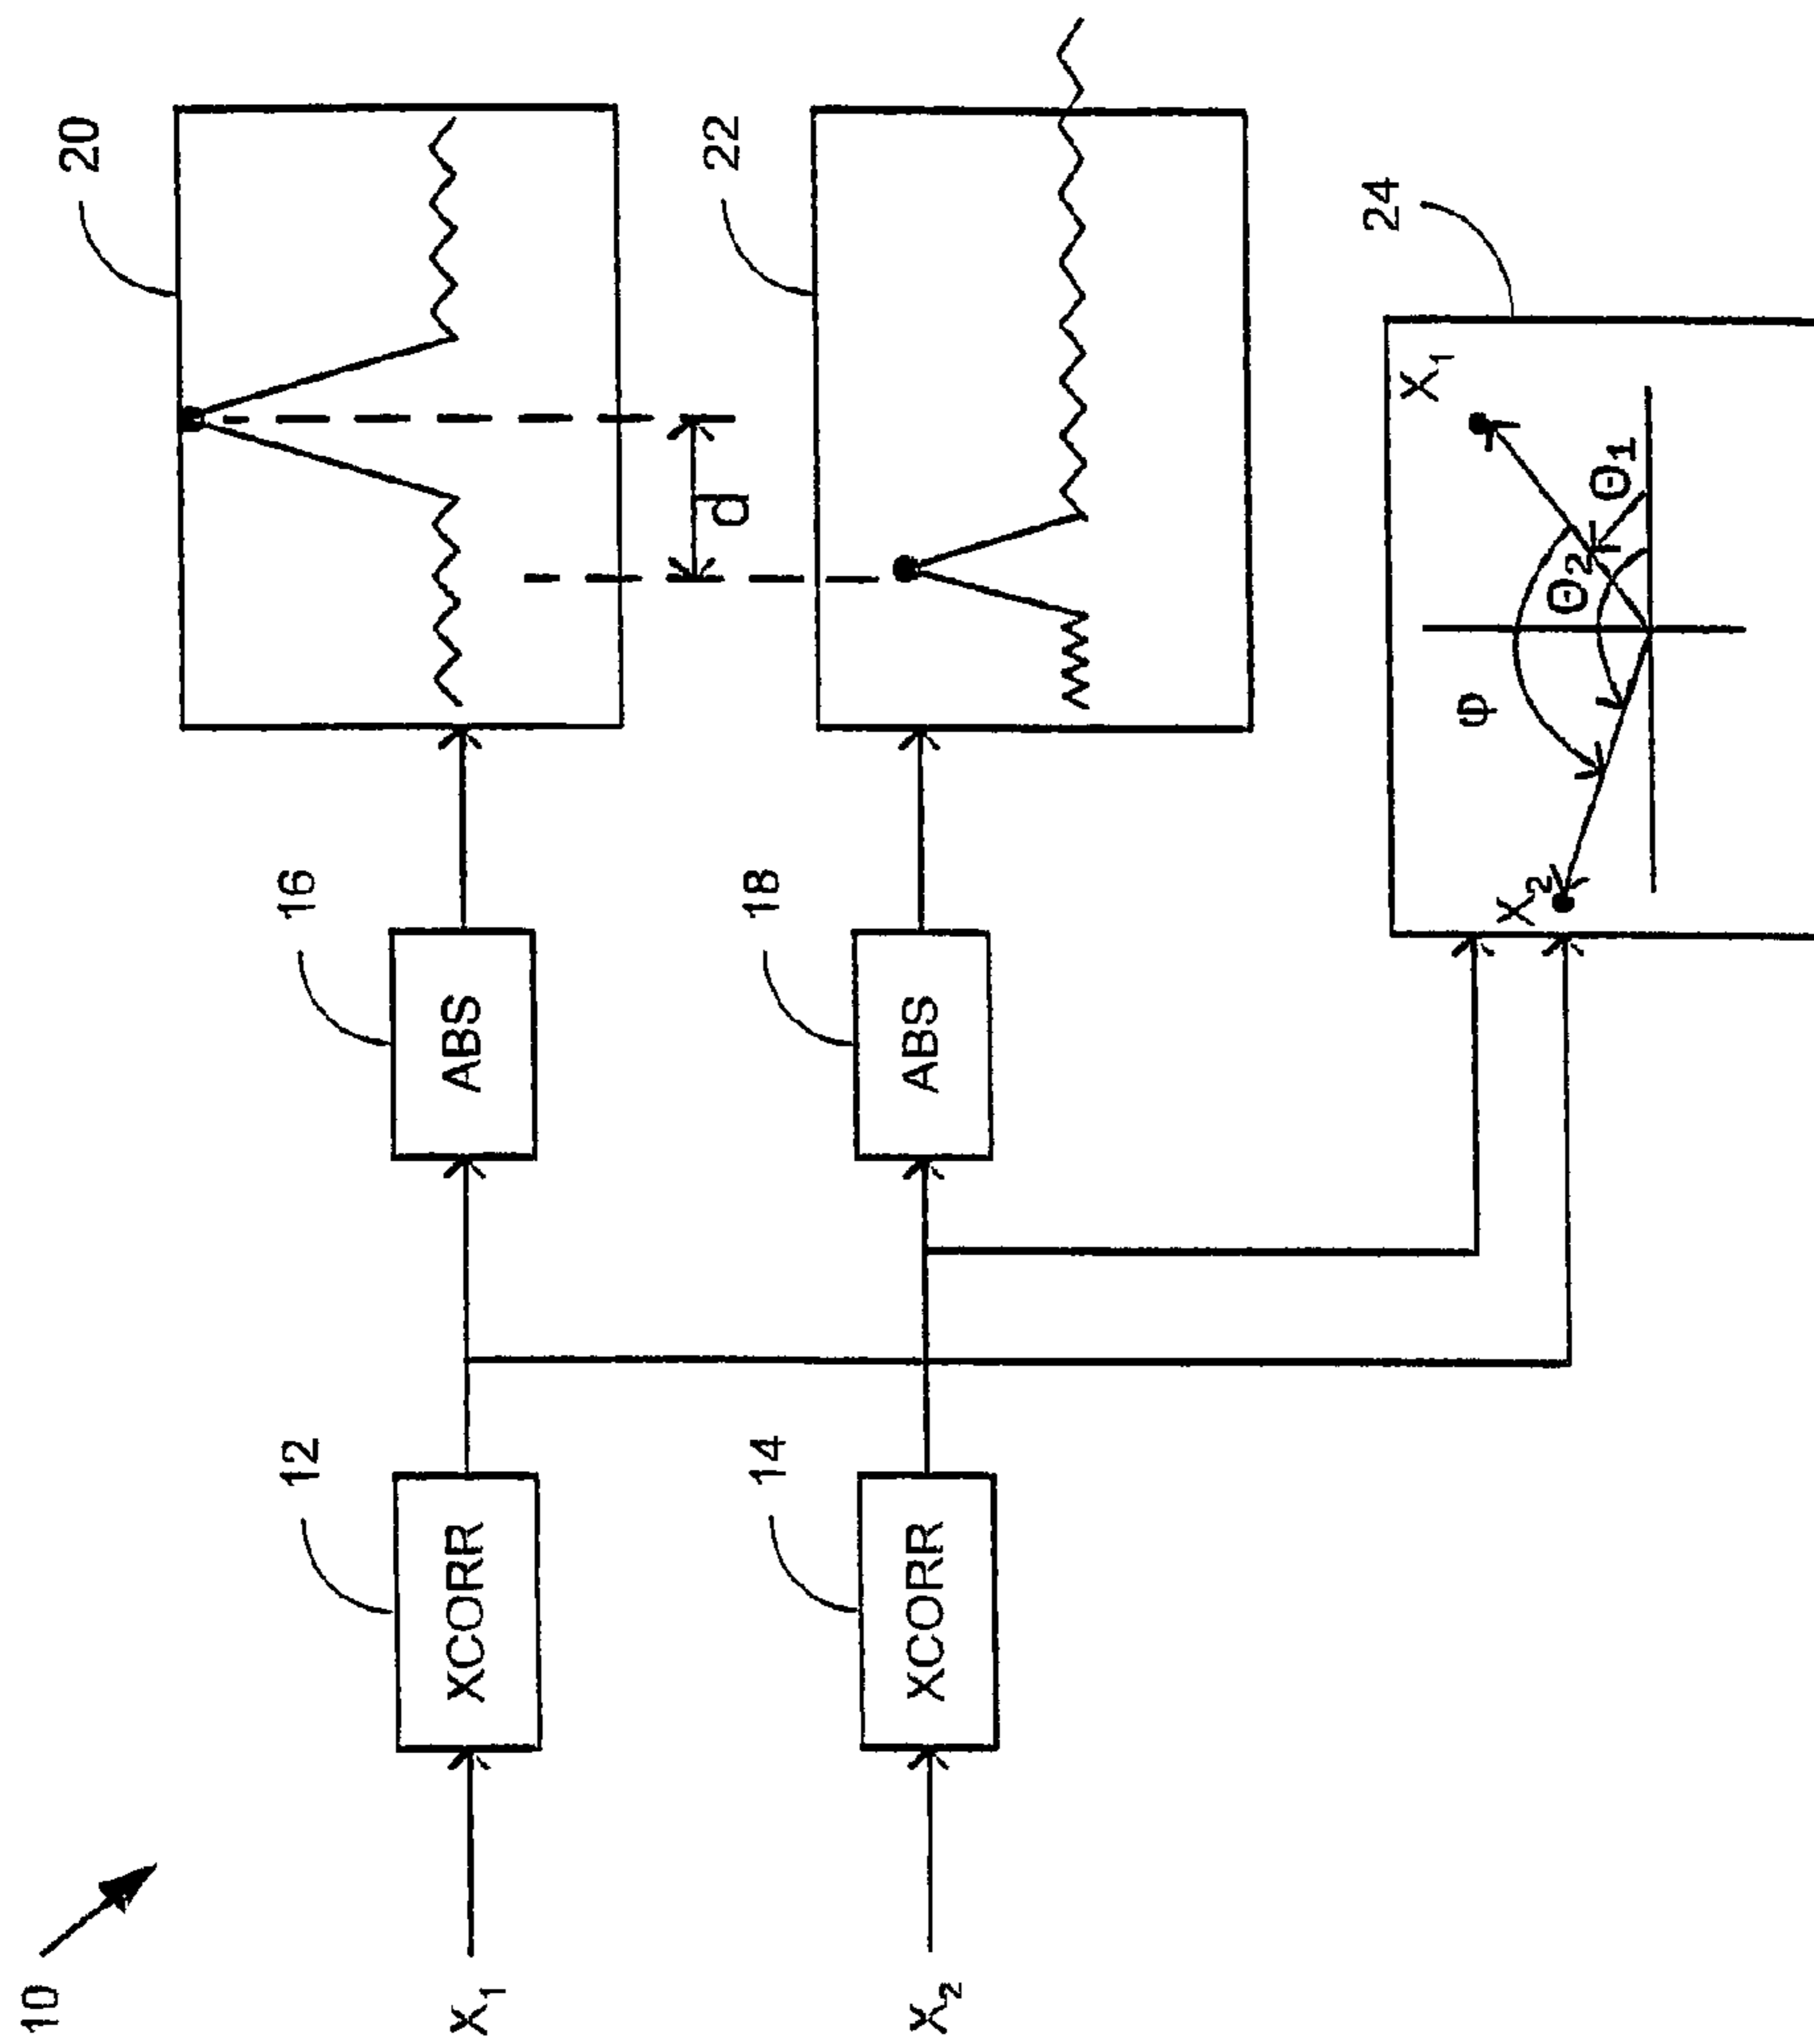 10
X₁
12
XCORR
16
ABS
20
d
X₂
14
XCORR
18
ABS
22
24
X₁
X₂
φ
Θ₂
Θ₁